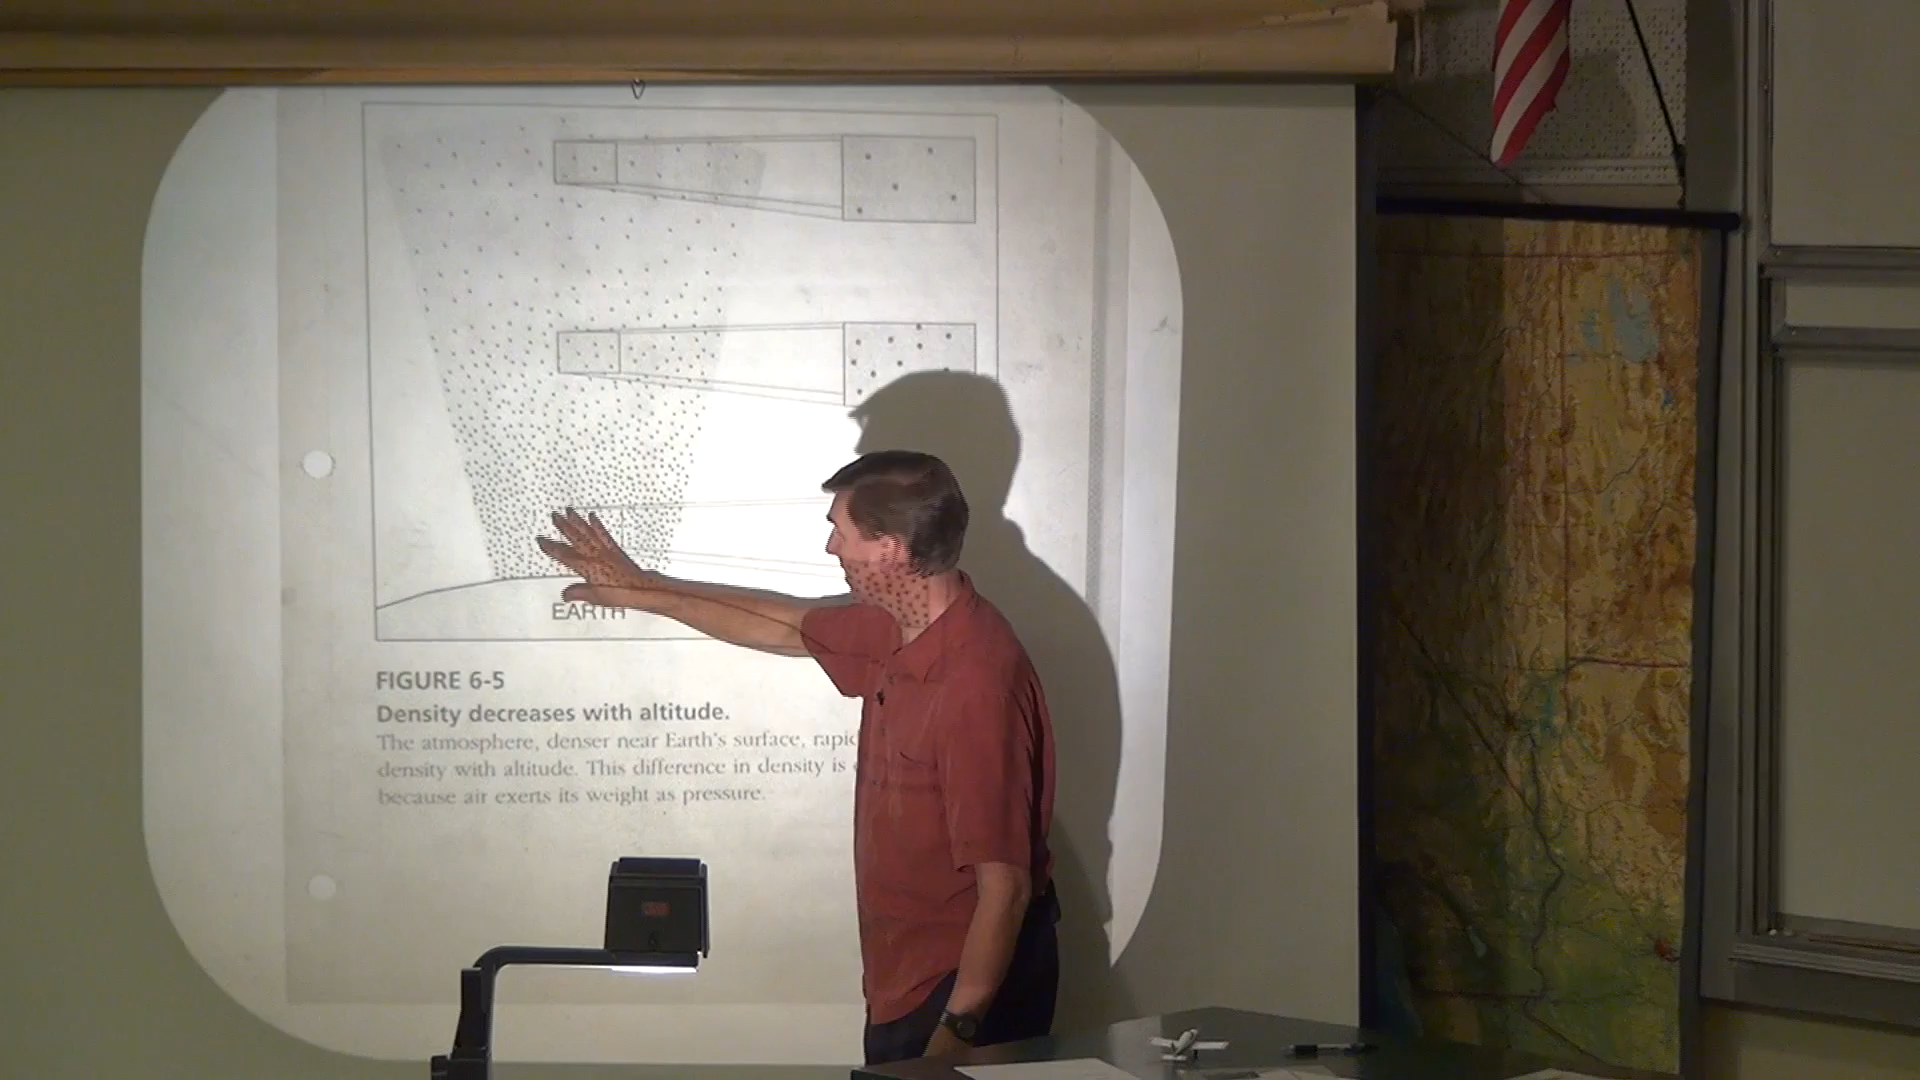 EARTH
FIGURE 6-5
Density decreases with altitude.
The atmosphere, denser near Earth's surface, rapid
density with altitude. This difference in density is
because air exerts its weight as pressure.